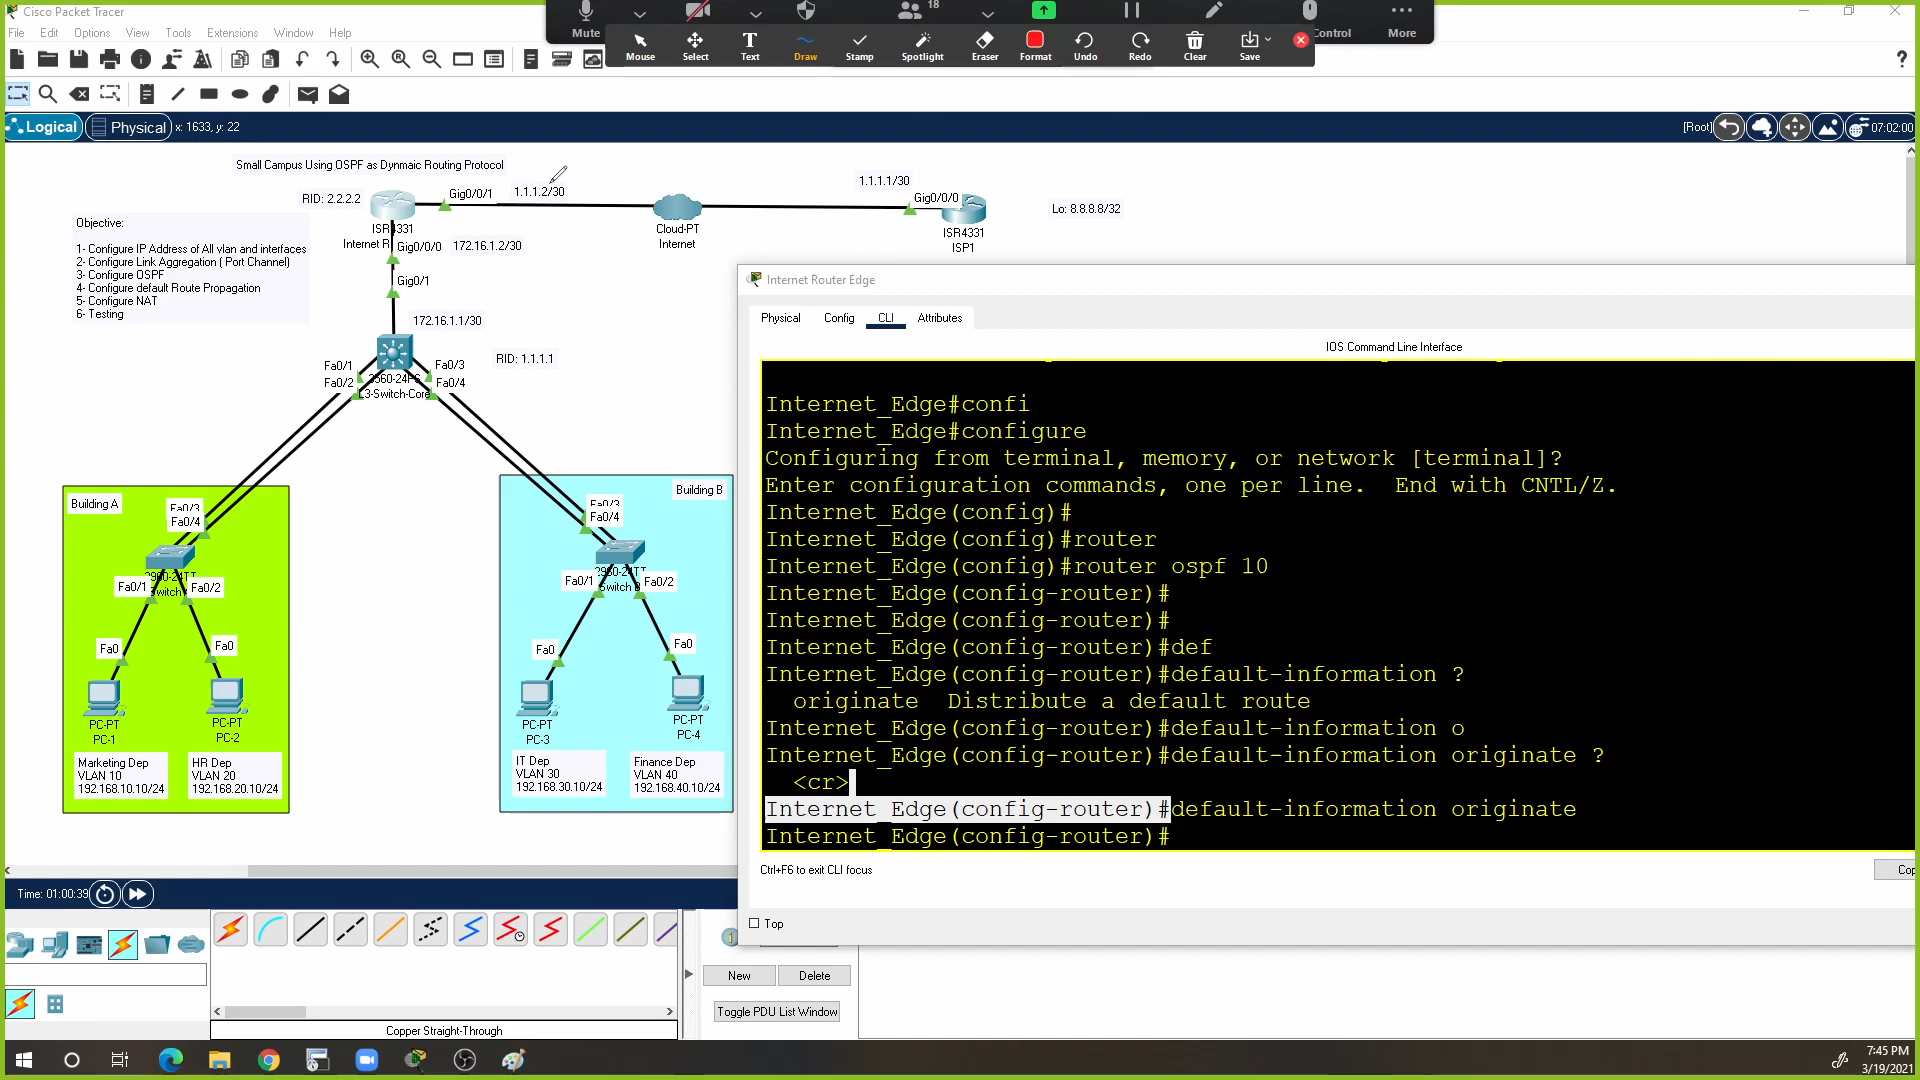 Cisco Packet Tracer
File Edit Options View Tools Extensions Window Help
Mute 18 Control More
Mouse Select Text Draw Stamp Spotlight Eraser Format Undo Redo Clear Save
Logical Physical x: 1633, y: 22
[Root] 07:02:00
Small Campus Using OSPF as Dynmaic Routing Protocol
RID: 2.2.2.2
Gig0/0/1
1.1.1.2/30
1.1.1.1/30
Gig0/0/0
Lo: 8.8.8.8/32
ISR4331
Internet R
Cloud-PT
Internet
ISR4331
ISP1
Objective:
1- Configure IP Address of All vlan and interfaces
2- Configure Link Aggregation ( Port Channel)
3- Configure OSPF
4- Configure default Route Propagation
5- Configure NAT
6- Testing
Gig0/0/0
172.16.1.2/30
Gig0/1
172.16.1.1/30
RID: 1.1.1.1
Fa0/1
Fa0/2
Fa0/3
Fa0/4
3560-24PS
L3-Switch-Core
Building A
Fa0/3
Fa0/4
2960-24TT
Switch
Fa0/1
Fa0/2
Fa0
Fa0
PC-PT
PC-1
PC-PT
PC-2
Marketing Dep
VLAN 10
192.168.10.10/24
HR Dep
VLAN 20
192.168.20.10/24
Building B
Fa0/3
Fa0/4
2960-24TT
Switch B
Fa0/1
Fa0/2
Fa0
Fa0
PC-PT
PC-3
PC-PT
PC-4
IT Dep
VLAN 30
192.168.30.10/24
Finance Dep
VLAN 40
192.168.40.10/24
Internet Router Edge
Physical Config CLI Attributes
IOS Command Line Interface
Internet_Edge#confi
Internet_Edge#configure
Configuring from terminal, memory, or network [terminal]?
Enter configuration commands, one per line.  End with CNTL/Z.
Internet_Edge(config)#
Internet_Edge(config)#router
Internet_Edge(config)#router ospf 10
Internet_Edge(config-router)#
Internet_Edge(config-router)#
Internet_Edge(config-router)#def
Internet_Edge(config-router)#default-information ?
  originate  Distribute a default route
Internet_Edge(config-router)#default-information o
Internet_Edge(config-router)#default-information originate ?
  <cr>
Internet_Edge(config-router)#default-information originate
Internet_Edge(config-router)#
Ctrl+F6 to exit CLI focus
Cop
Top
Time: 01:00:39
New Delete
Toggle PDU List Window
Copper Straight-Through
7:45 PM
3/19/2021